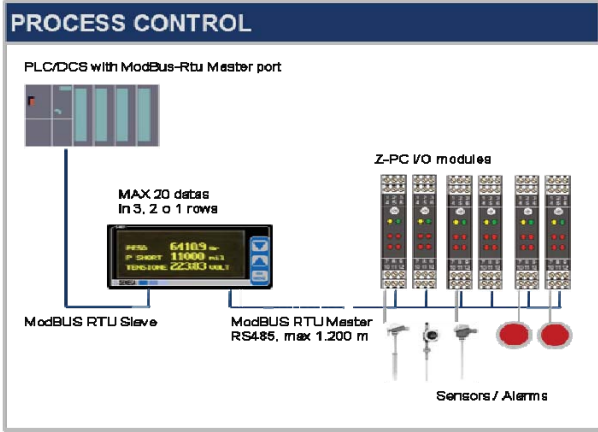 PROCESS CONTROL
PLC/DCS with ModBus-Rtu Master port
Z-PC I/O modules
MAX 20 datas
in 3, 2 o 1 rows
PESS 6410.9
P SHORT 11000 mil
TENSIONE 223.83 VOLT
ModBUS RTU Slave
ModBUS RTU Master
RS485, max 1.200 m
Sensors / Alarms